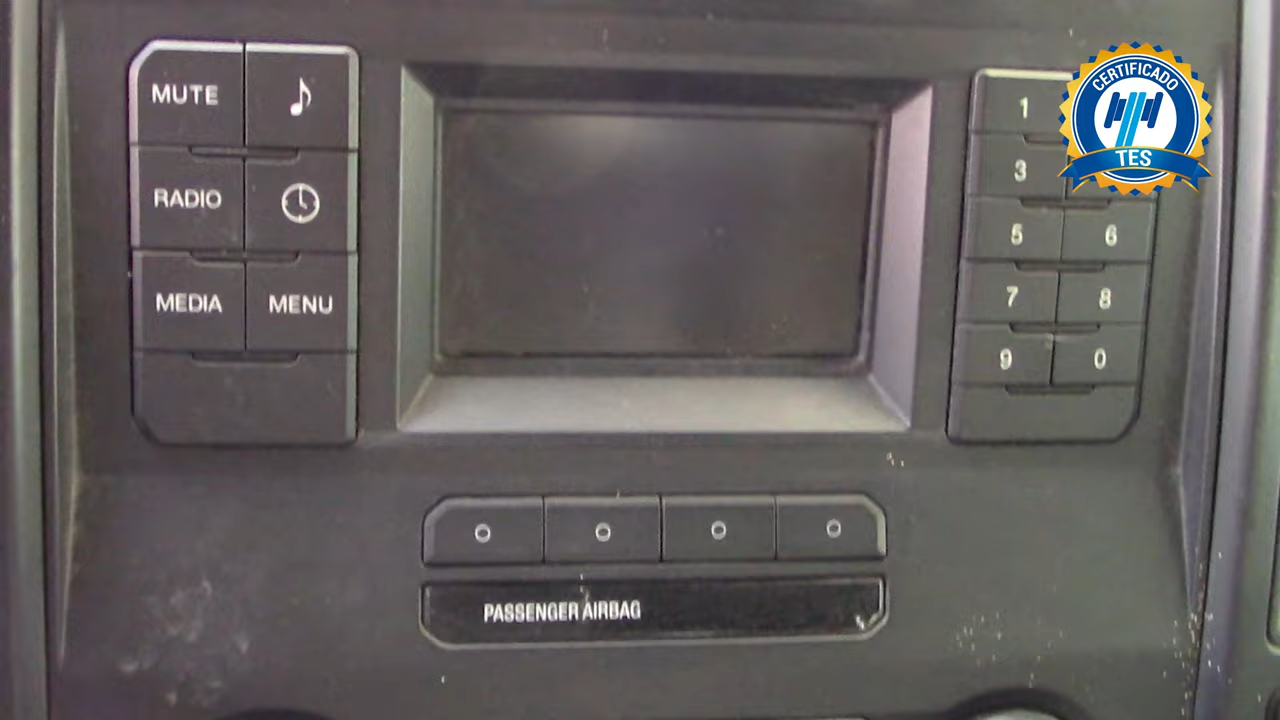 MUTE
RADIO
MEDIA MENU
1
3
5 6
7 8
9 0
PASSENGER AIRBAG
CERTIFICADO
TES